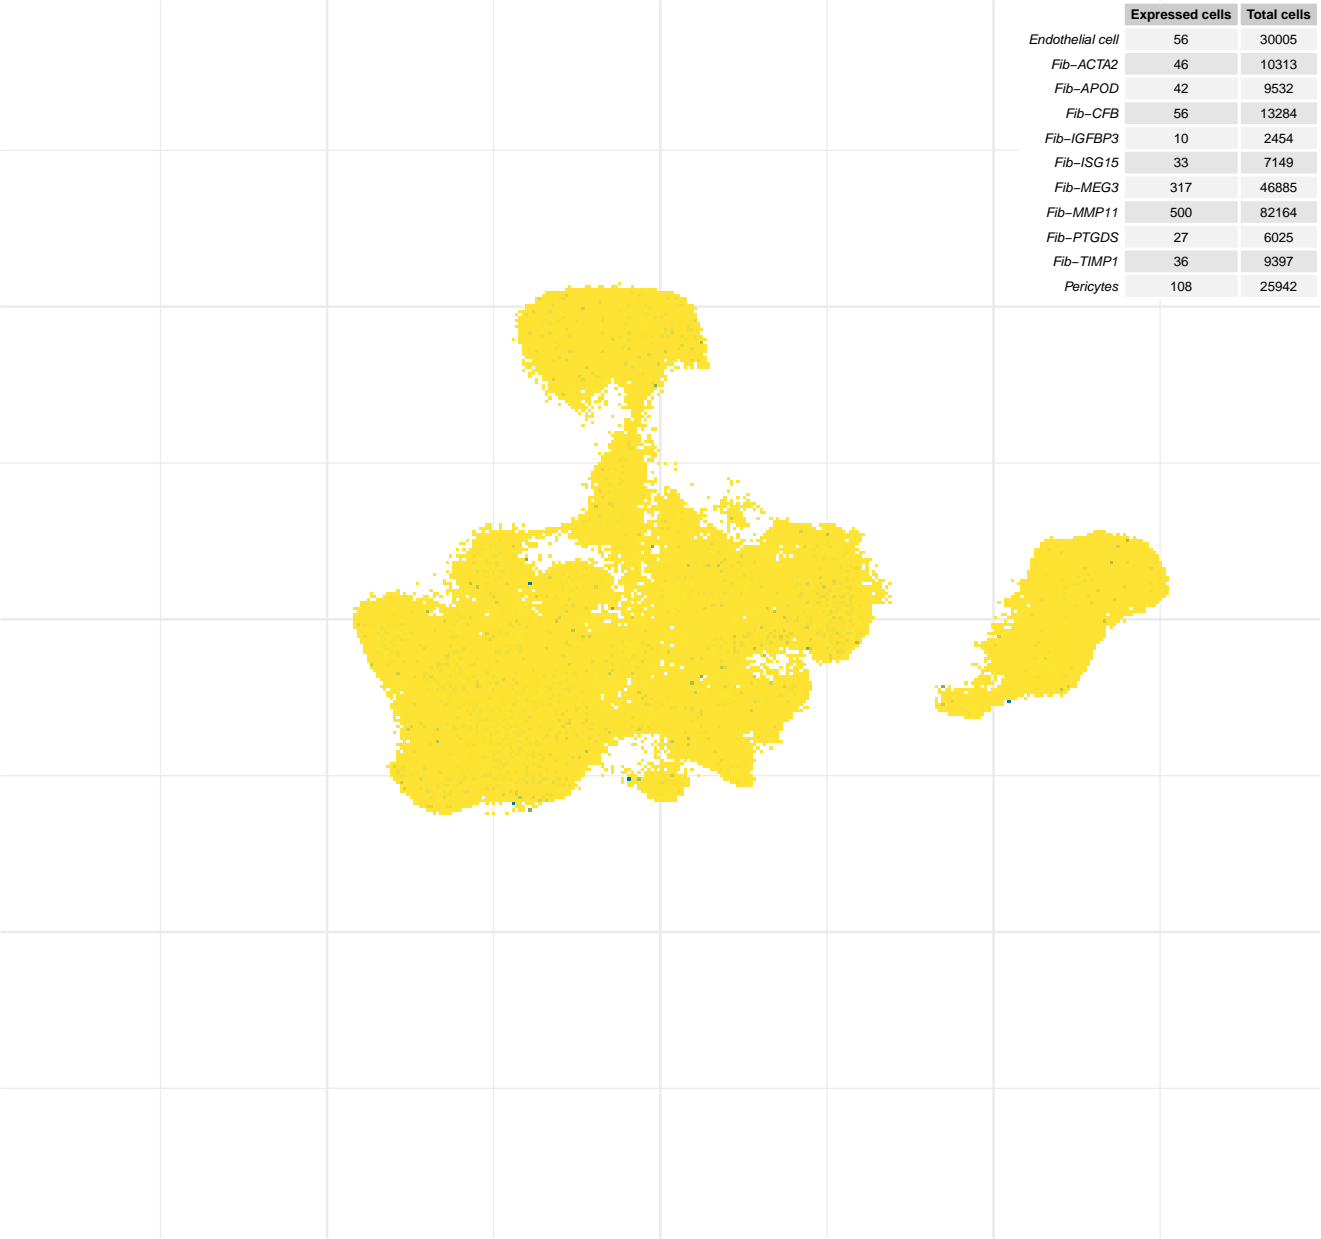 Expressed cells Total cells
Endothelial cell 56 30005
Fib−ACTA2 46 10313
Fib−APOD 42 9532
Fib−CFB 56 13284
Fib−IGFBP3 10 2454
Fib−ISG15 33 7149
Fib−MEG3 317 46885
Fib−MMP11 500 82164
Fib−PTGDS 27 6025
Fib−TIMP1 36 9397
Pericytes 108 25942